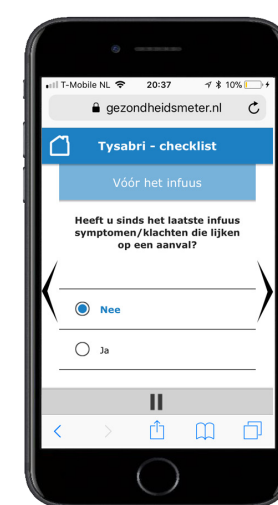 T-Mobile NL 20:37 10%
gezondheidsmeter.nl
Tysabri - checklist
Vóór het infuus
Heeft u sinds het laatste infuus
symptomen/klachten die lijken
op een aanval?
Nee
Ja